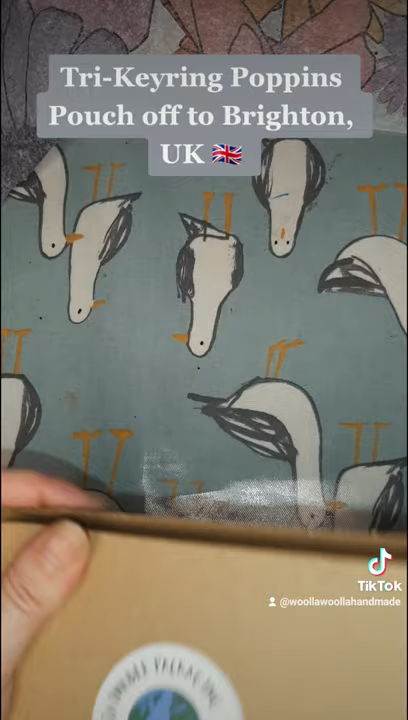 Tri-Keyring Poppins
Pouch off to Brighton,
UK 🇬🇧
TikTok
@woollawoollahandmade